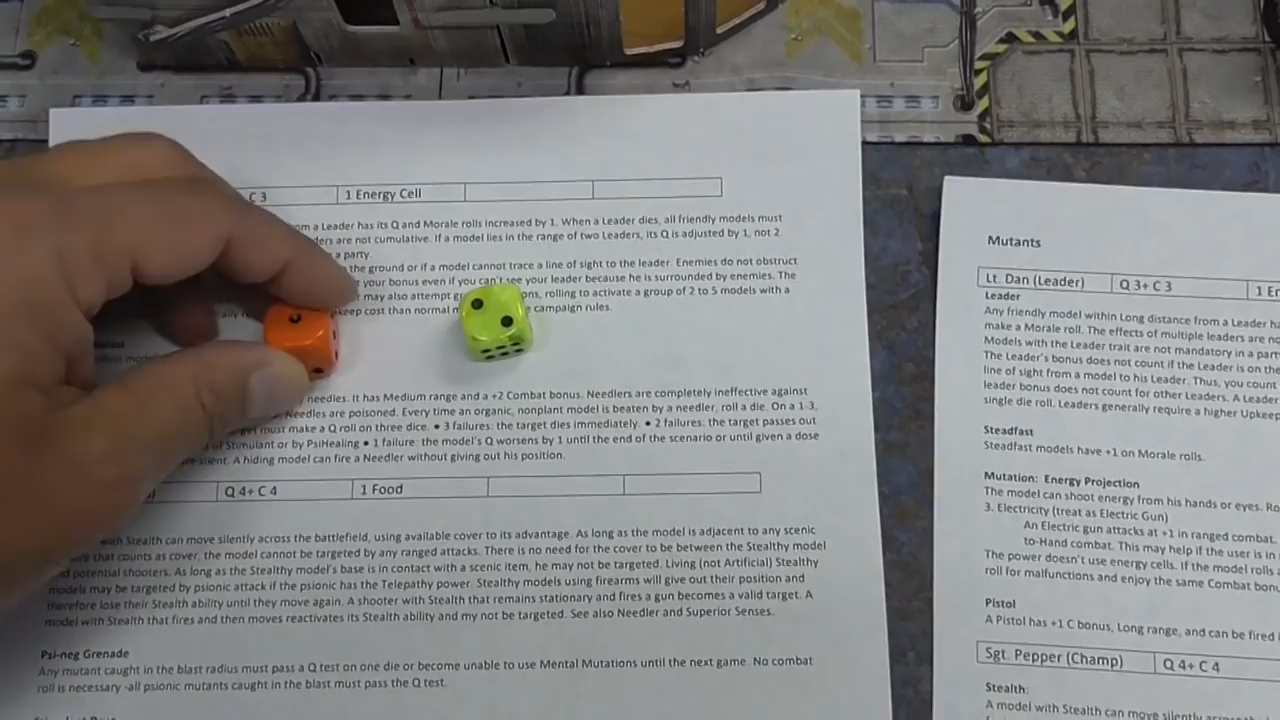 C 3 1 Energy Cell
om a Leader has its Q and Morale rolls increased by 1. When a Leader dies, all friendly models must
ders are not cumulative. If a model lies in the range of two Leaders, its Q is adjusted by 1, not 2.
a party.
the ground or if a model cannot trace a line of sight to the leader. Enemies do not obstruct
your bonus even if you can't see your leader because he is surrounded by enemies. The
r may also attempt ons, rolling to activate a group of 2 to 5 models with a
keep cost than normal campaign rules.
needles. It has Medium range and a +2 Combat bonus. Needlers are completely ineffective against
Needles are poisoned. Every time an organic, nonplant model is beaten by a needler, roll a die. On a 1-3,
must make a Q roll on three dice. • 3 failures: the target dies immediately. • 2 failures: the target passes out
of Stimulant or by PsiHealing • 1 failure: the model's Q worsens by 1 until the end of the scenario or until given a dose
A hiding model can fire a Needler without giving out his position.
Q 4+ C 4 1 Food
with Stealth can move silently across the battlefield, using available cover to its advantage. As long as the model is adjacent to any scenic
that counts as cover, the model cannot be targeted by any ranged attacks. There is no need for the cover to be between the Stealthy model
and potential shooters. As long as the Stealthy model's base is in contact with a scenic item, he may not be targeted. Living (not Artificial) Stealthy
models may be targeted by psionic attack if the psionic has the Telepathy power. Stealthy models using firearms will give out their position and
therefore lose their Stealth ability until they move again. A shooter with Stealth that remains stationary and fires a gun becomes a valid target. A
model with Stealth that fires and then moves reactivates its Stealth ability and my not be targeted. See also Needler and Superior Senses.
Psi-neg Grenade
Any mutant caught in the blast radius must pass a Q test on one die or become unable to use Mental Mutations until the next game. No combat
roll is necessary -all psionic mutants caught in the blast must pass the Q test.
Mutants
Lt. Dan (Leader) Q 3+ C 3 1 En
Leader
Any friendly model within Long distance from a Leader ha
make a Morale roll. The effects of multiple leaders are no
Models with the Leader trait are not mandatory in a part
The Leader's bonus does not count if the Leader is on the
line of sight from a model to his Leader. Thus, you count
leader bonus does not count for other Leaders. A Leader
single die roll. Leaders generally require a higher Upkeep
Steadfast
Steadfast models have +1 on Morale rolls.
Mutation: Energy Projection
The model can shoot energy from his hands or eyes. Ro
3. Electricity (treat as Electric Gun)
An Electric gun attacks at +1 in ranged combat,
to-Hand combat. This may help if the user is in
The power doesn't use energy cells. If the model rolls a
roll for malfunctions and enjoy the same Combat bonu
Pistol
A Pistol has +1 C bonus, Long range, and can be fired i
Sgt. Pepper (Champ) Q 4+ C 4
Stealth:
A model with Stealth can move silently across